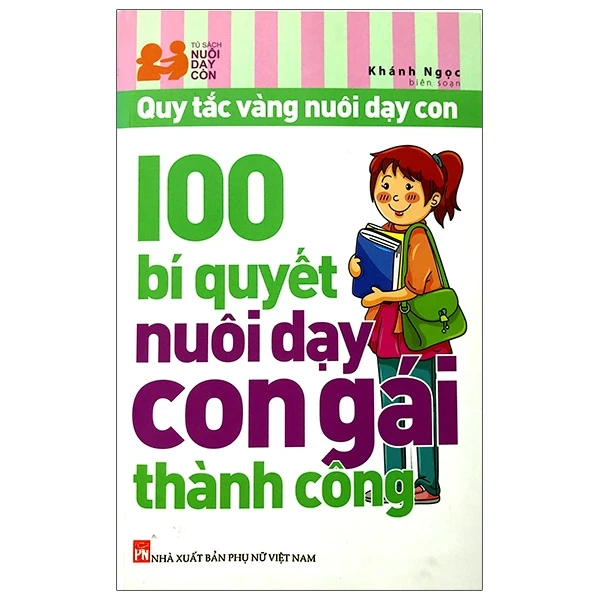 TỦ SÁCH
NUÔI
DẠY
CON
Khánh Ngọc
biên soạn
Quy tắc vàng nuôi dạy con
100
bí quyết
nuôi dạy
con gái
thành công
PN
NHÀ XUẤT BẢN PHỤ NỮ VIỆT NAM